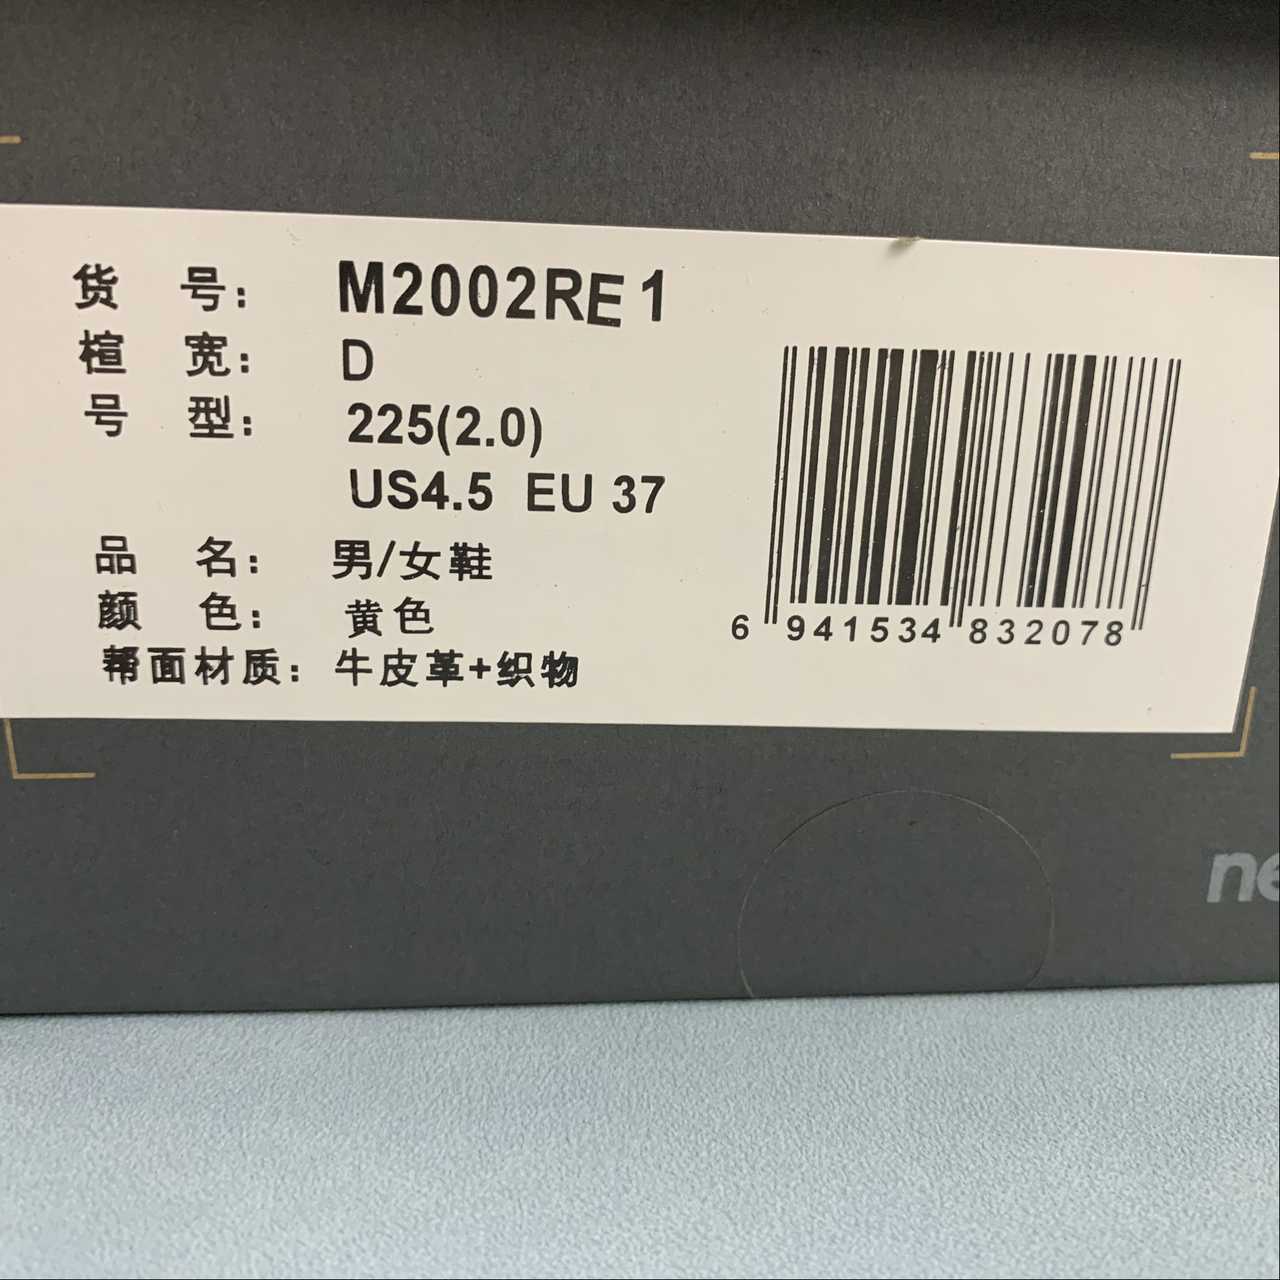 货 号: M2002RE1
楦 宽: D
号 型: 225(2.0)
US4.5 EU 37
品 名: 男/女鞋
颜 色: 黄色
帮面材质: 牛皮革+织物
6 941534 832078
ne